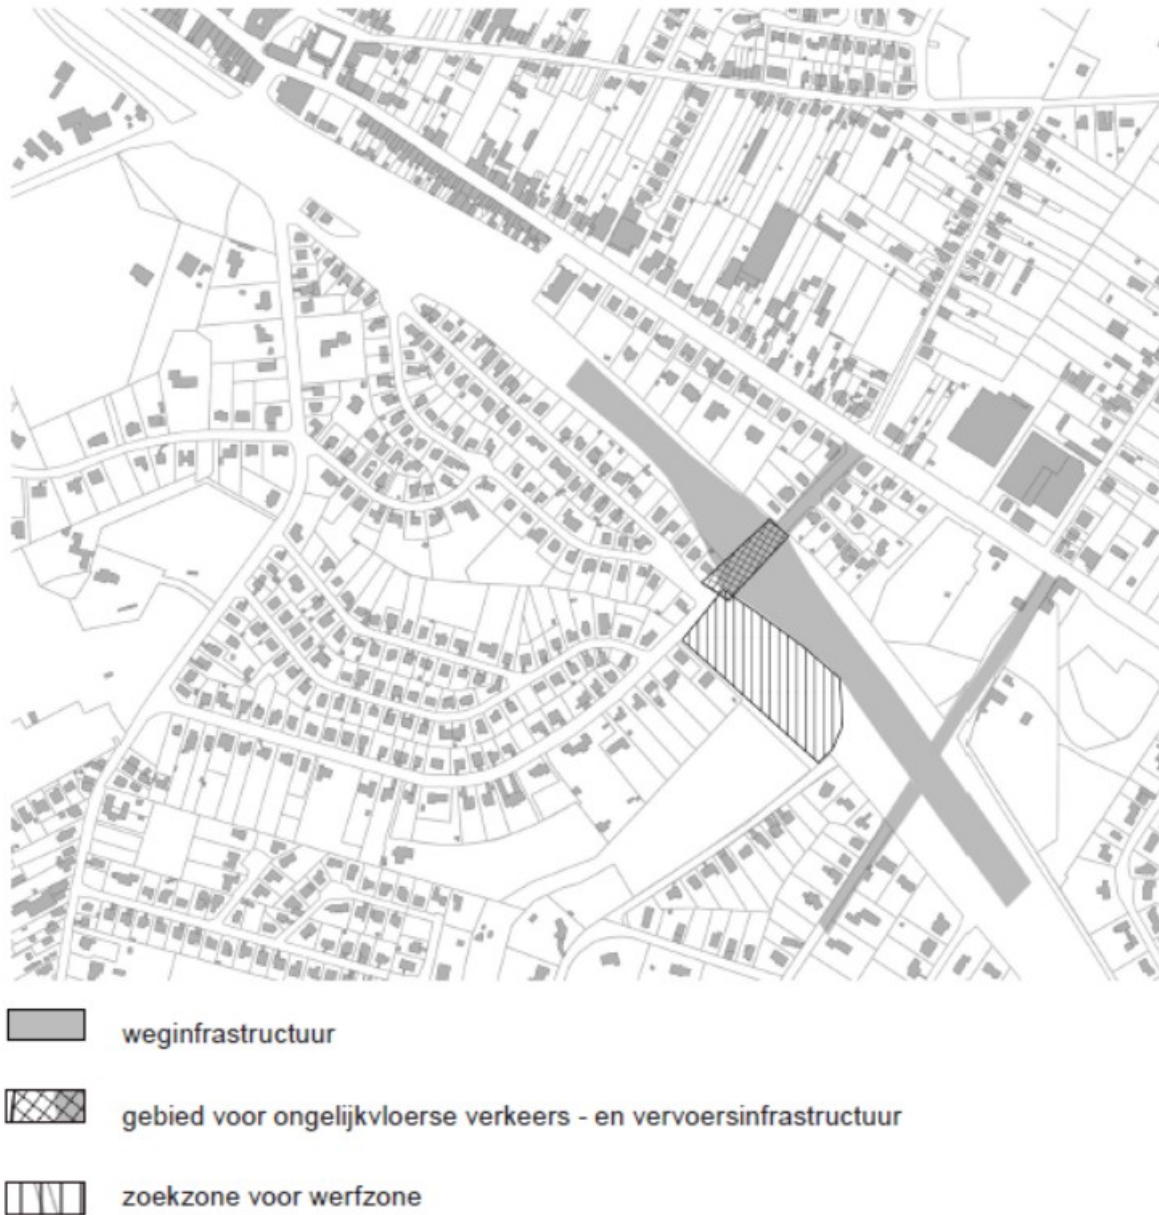 weginfrastructuur
gebied voor ongelijkvloerse verkeers - en vervoersinfrastructuur
zoekzone voor werfzone